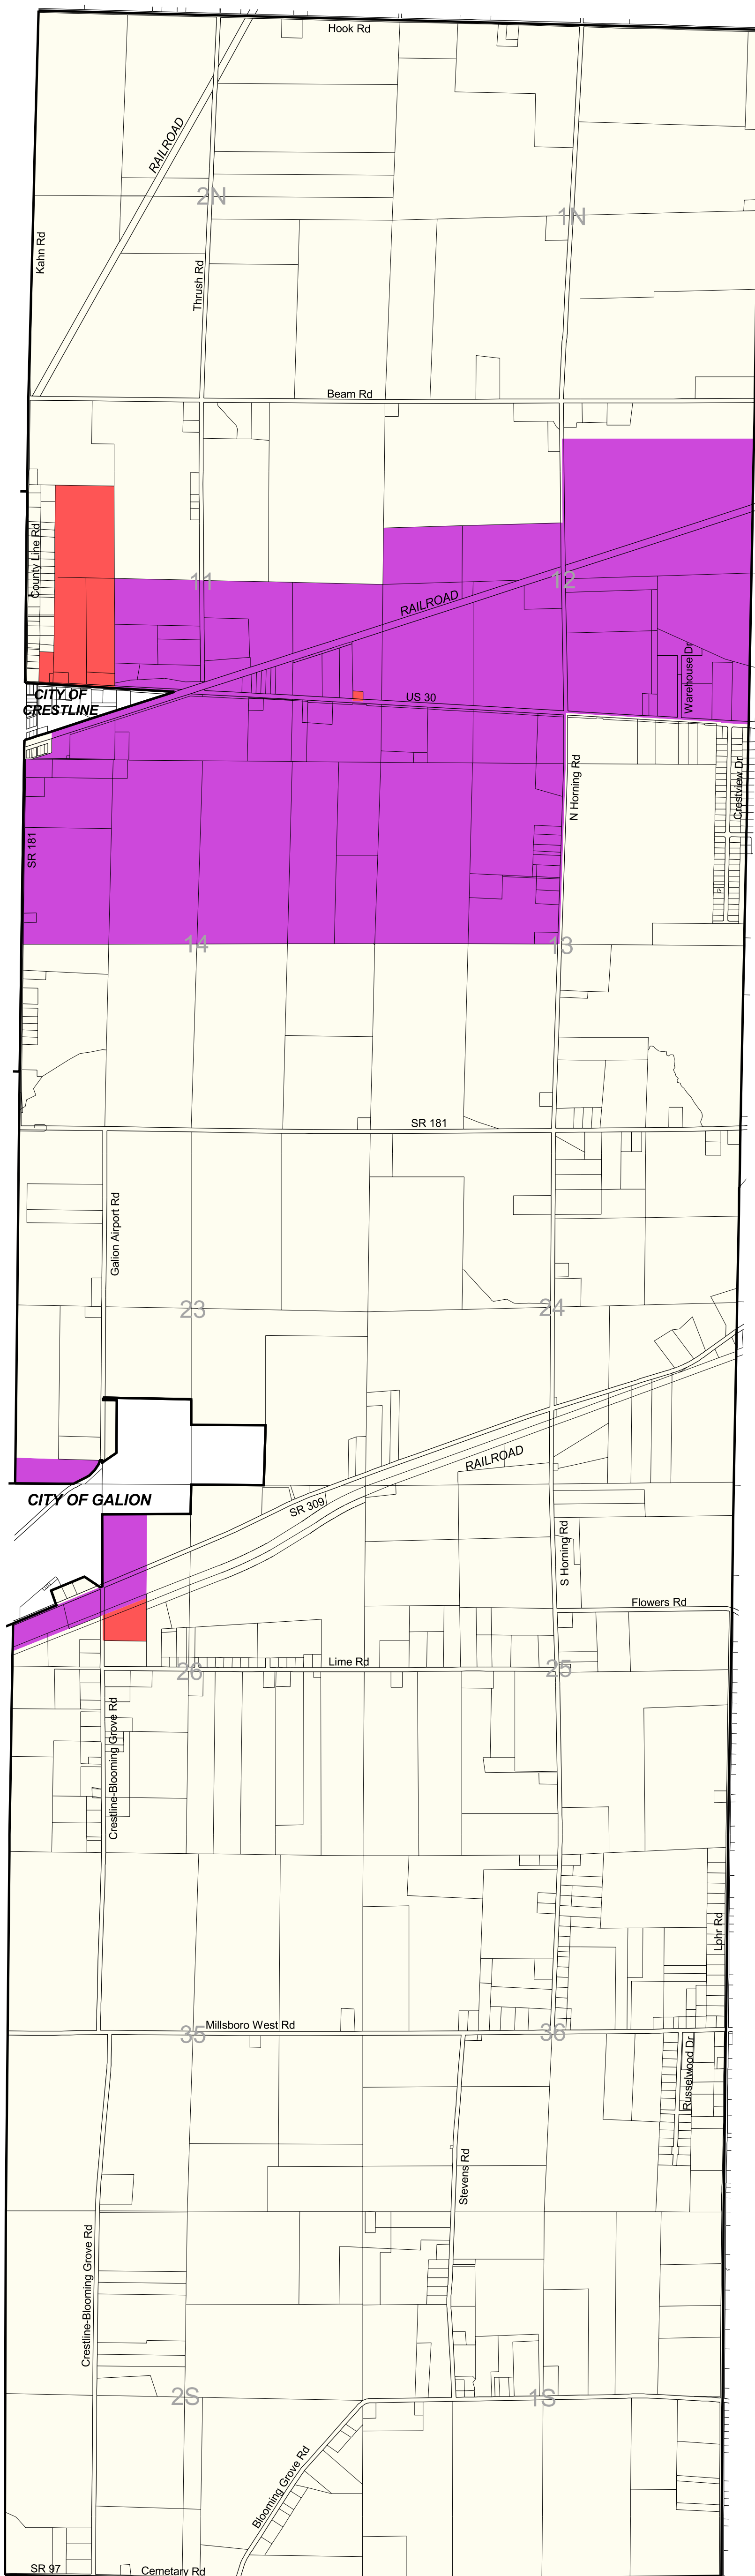 Hook Rd
RAILROAD
2N
1N
Kahn Rd
Thrush Rd
Beam Rd
County Line Rd
11
12
RAILROAD
CITY OF
CRESTLINE
US 30
Warehouse Dr
N Horning Rd
Crestview Dr
SR 181
14
13
SR 181
Galion Airport Rd
23
24
RAILROAD
CITY OF GALION
SR 309
S Horning Rd
Flowers Rd
Lime Rd
26
25
Crestline-Blooming Grove Rd
Lohr Rd
Millsboro West Rd
35
36
Russelwood Dr
Stevens Rd
Crestline-Blooming Grove Rd
2S
1S
Blooming Grove Rd
SR 97
Cemetary Rd